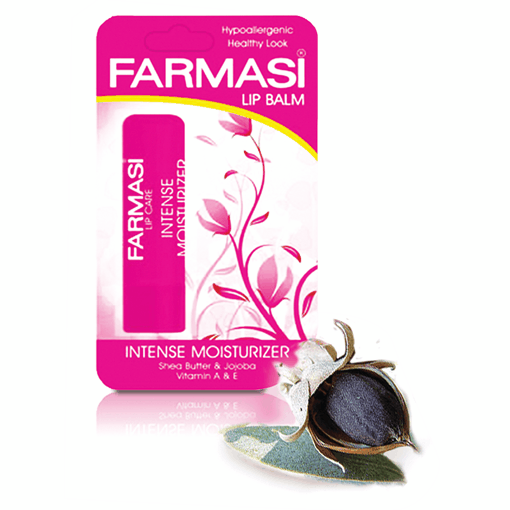 Hypoallergenic
Healthy Look
FARMASI
LIP BALM
FARMASI
LIP CARE
INTENSE
MOISTURIZER
INTENSE MOISTURIZER
Shea Butter & Jojoba
Vitamin A & E